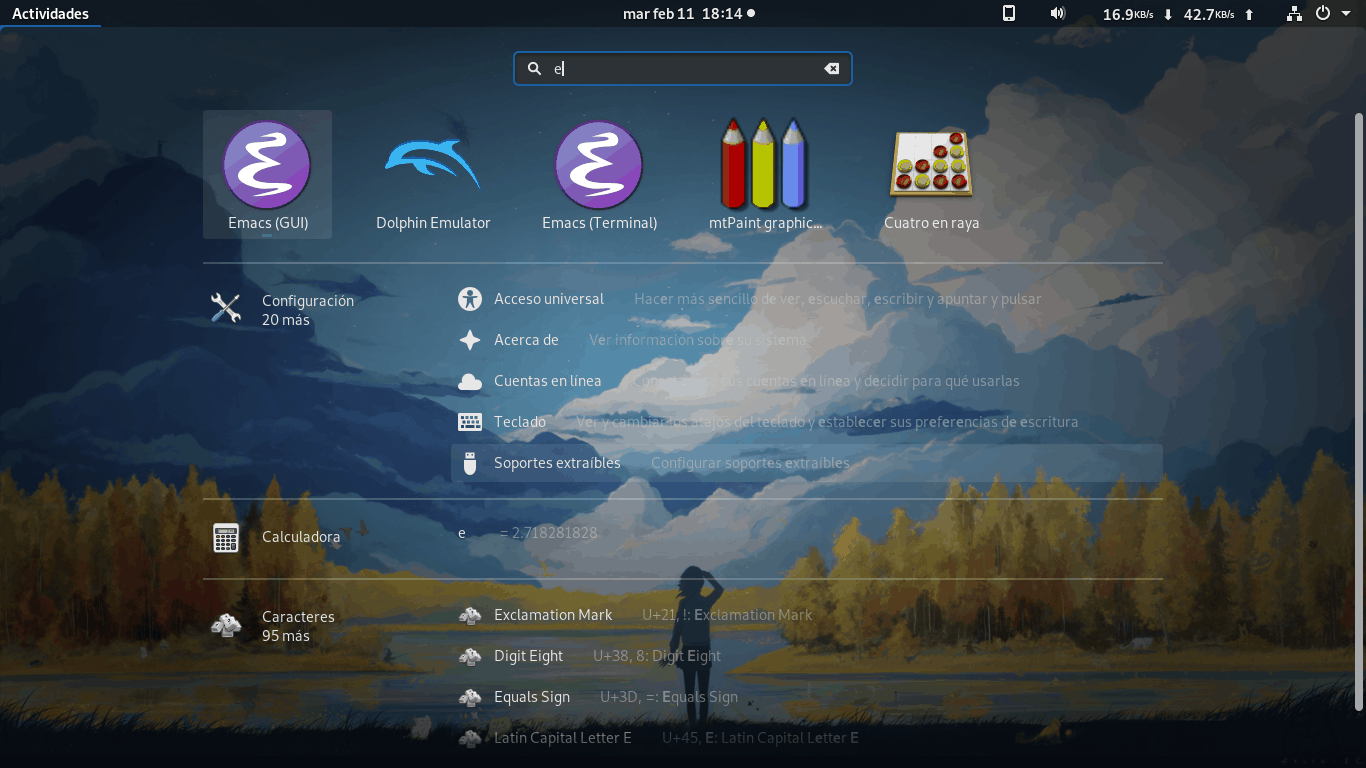 Actividades mar feb 11 18:14 16.9KB/s 42.7KB/s
e
Emacs (GUI) Dolphin Emulator Emacs (Terminal) mtPaint graphic... Cuatro en raya
Configuración
20 más
Acceso universal Hacer más sencillo de ver, escuchar, escribir y apuntar y pulsar
Acerca de Ver información sobre su sistema
Cuentas en línea sus cuentas en línea y decidir para qué usarlas
Teclado Ver y cambiar los atajos del teclado y establecer sus preferencias de escritura
Soportes extraíbles Configurar soportes extraíbles
Calculadora e = 2.718281828
Caracteres
95 más
Exclamation Mark U+21, !: Exclamation Mark
Digit Eight U+38, 8: Digit Eight
Equals Sign U+3D, =: Equals Sign
Latin Capital Letter E U+45, E: Latin Capital Letter E